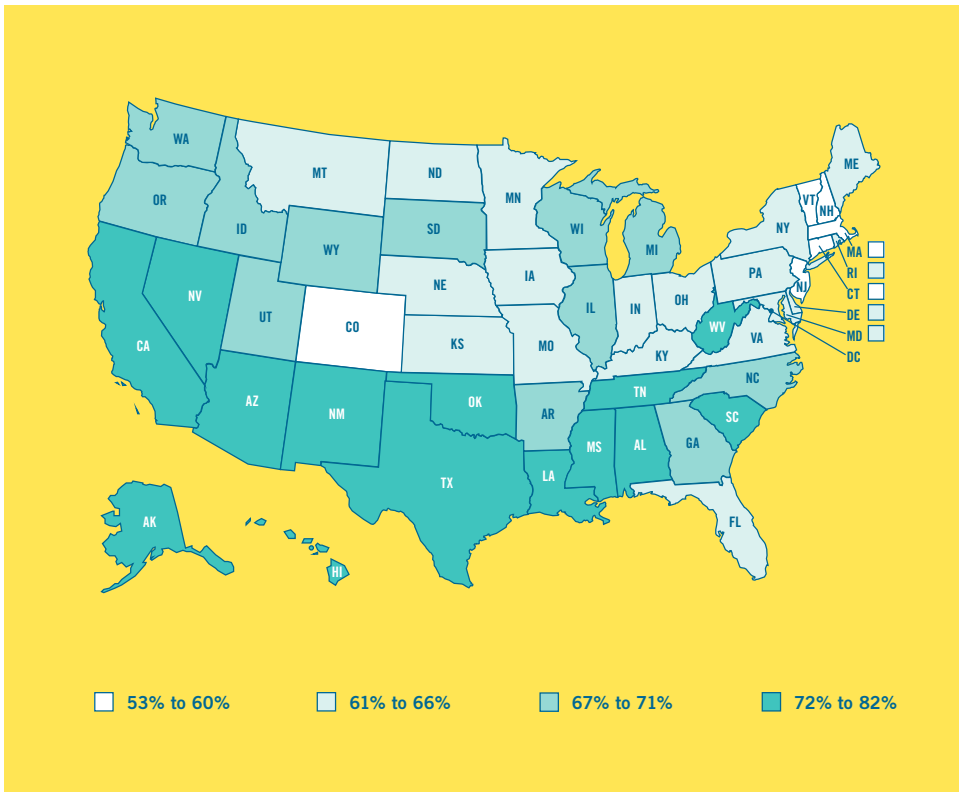 WA
MT
ND
MN
ME
OR
ID
WY
SD
WI
MI
NY
VT
NH
MA
RI
CT
NJ
PA
DE
MD
DC
NV
UT
CO
NE
IA
IL
IN
OH
WV
VA
CA
KS
MO
KY
NC
AZ
NM
OK
AR
TN
SC
TX
LA
MS
AL
GA
FL
AK
HI
53% to 60%
61% to 66%
67% to 71%
72% to 82%